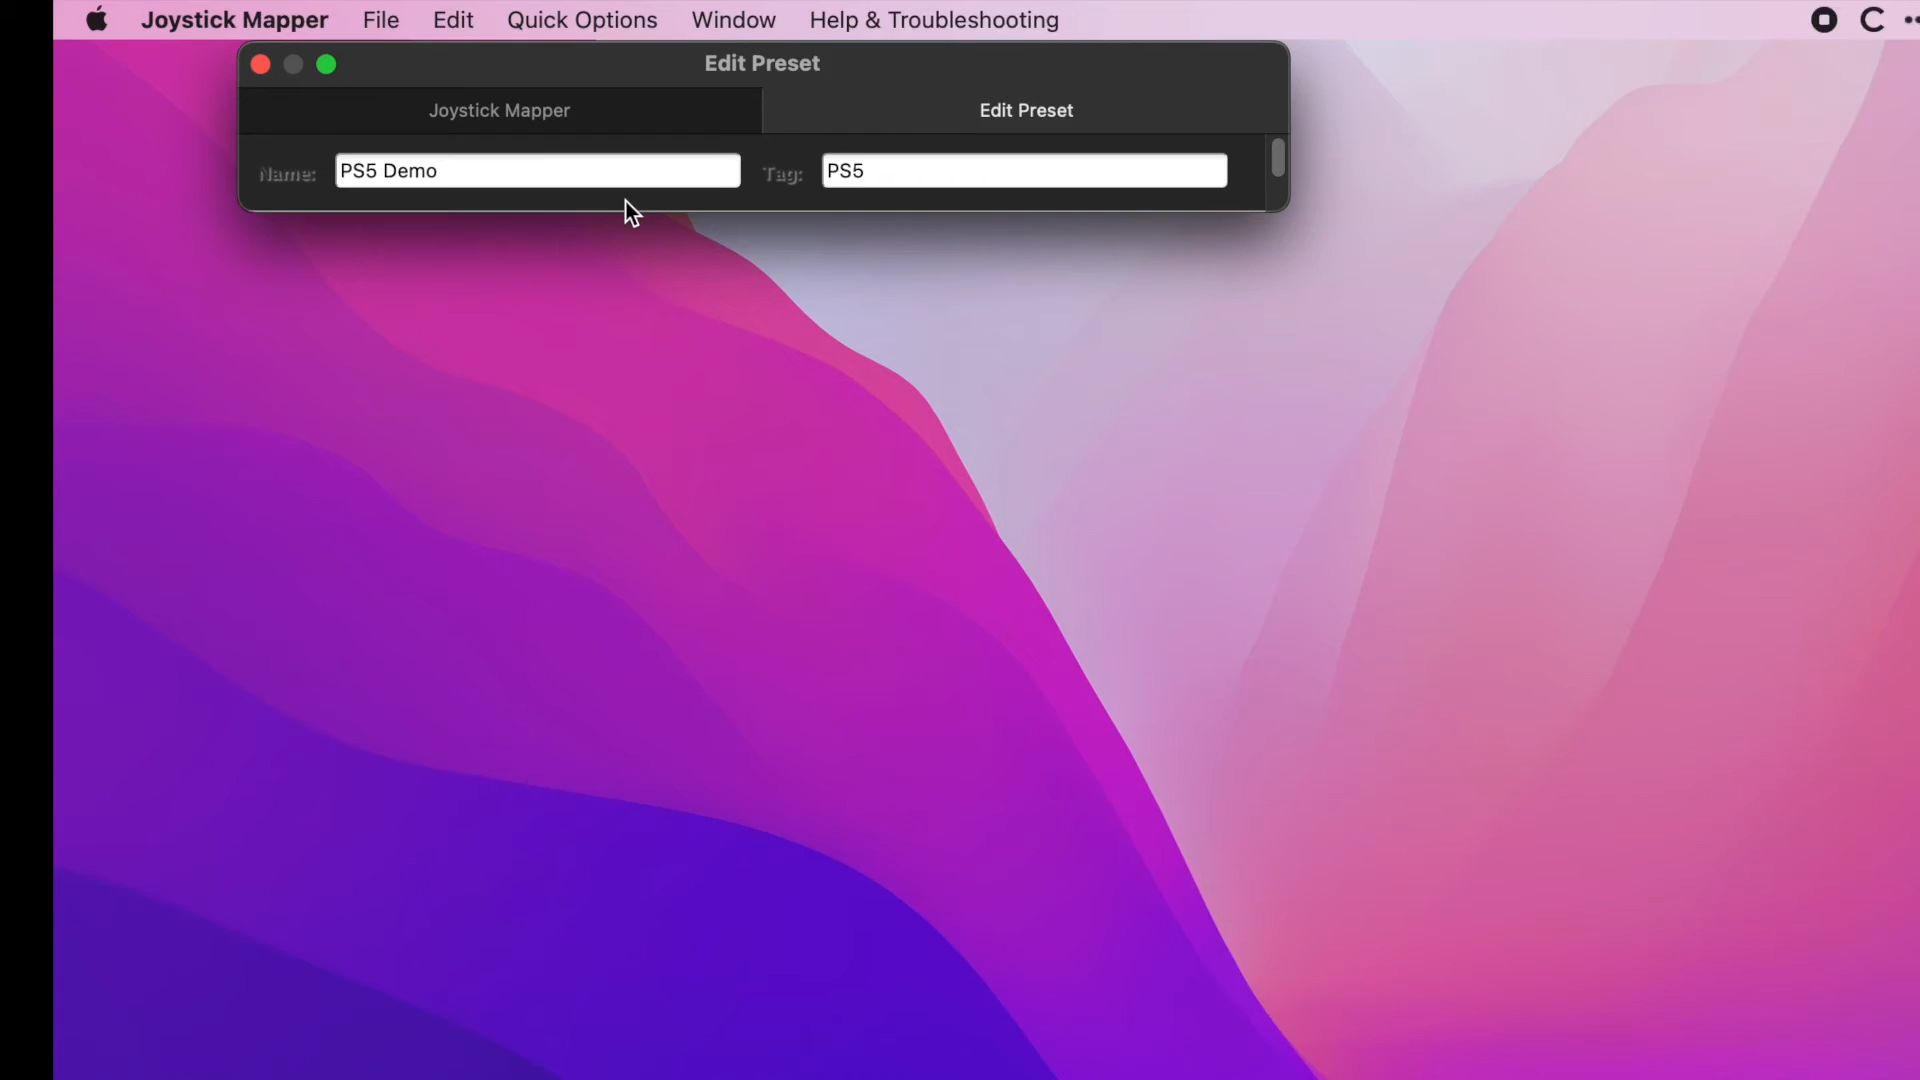 Joystick Mapper File Edit Quick Options Window Help & Troubleshooting
Edit Preset
Joystick Mapper Edit Preset
Name: PS5 Demo Tag: PS5